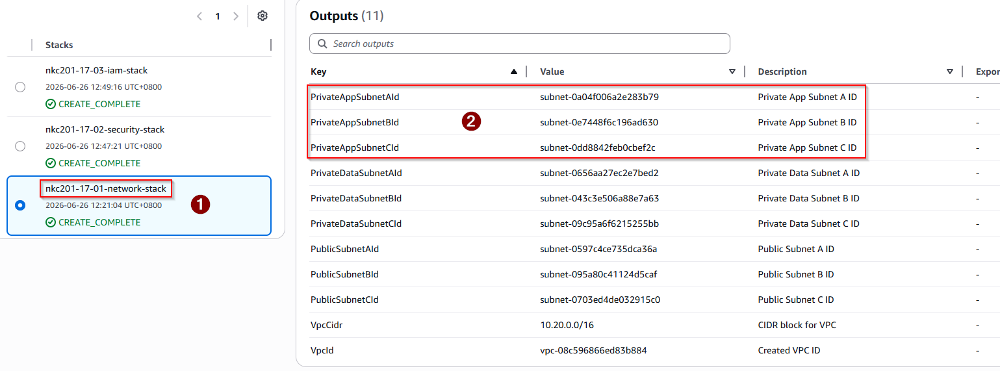 1
Stacks
nkc201-17-03-iam-stack
2026-06-26 12:49:16 UTC+0800
CREATE_COMPLETE
nkc201-17-02-security-stack
2026-06-26 12:47:21 UTC+0800
CREATE_COMPLETE
nkc201-17-01-network-stack
2026-06-26 12:21:04 UTC+0800
1
CREATE_COMPLETE
Outputs (11)
Search outputs
Key Value Description Expor
PrivateAppSubnetAId subnet-0a04f006a2e283b79 Private App Subnet A ID -
PrivateAppSubnetBId 2 subnet-0e7448f6c196ad630 Private App Subnet B ID -
PrivateAppSubnetCId subnet-0dd8842feb0cbef2c Private App Subnet C ID -
PrivateDataSubnetAId subnet-0656aa27ec2e7bed2 Private Data Subnet A ID -
PrivateDataSubnetBId subnet-043c3e506a88e7a63 Private Data Subnet B ID -
PrivateDataSubnetCId subnet-09c95a6f6215255bb Private Data Subnet C ID -
PublicSubnetAId subnet-0597c4ce735dca36a Public Subnet A ID -
PublicSubnetBId subnet-095a80c41124d5caf Public Subnet B ID -
PublicSubnetCId subnet-0703ed4de032915c0 Public Subnet C ID -
VpcCidr 10.20.0.0/16 CIDR block for VPC -
VpcId vpc-08c596866ed83b884 Created VPC ID -